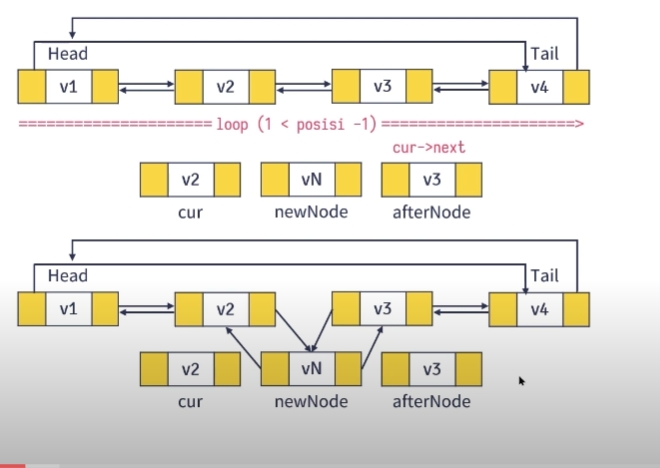 Head Tail
v1 v2 v3 v4
===================== loop (1 < posisi -1) =====================>
cur->next
v2 vN v3
cur newNode afterNode
Head Tail
v1 v2 v3 v4
v2 vN v3
cur newNode afterNode